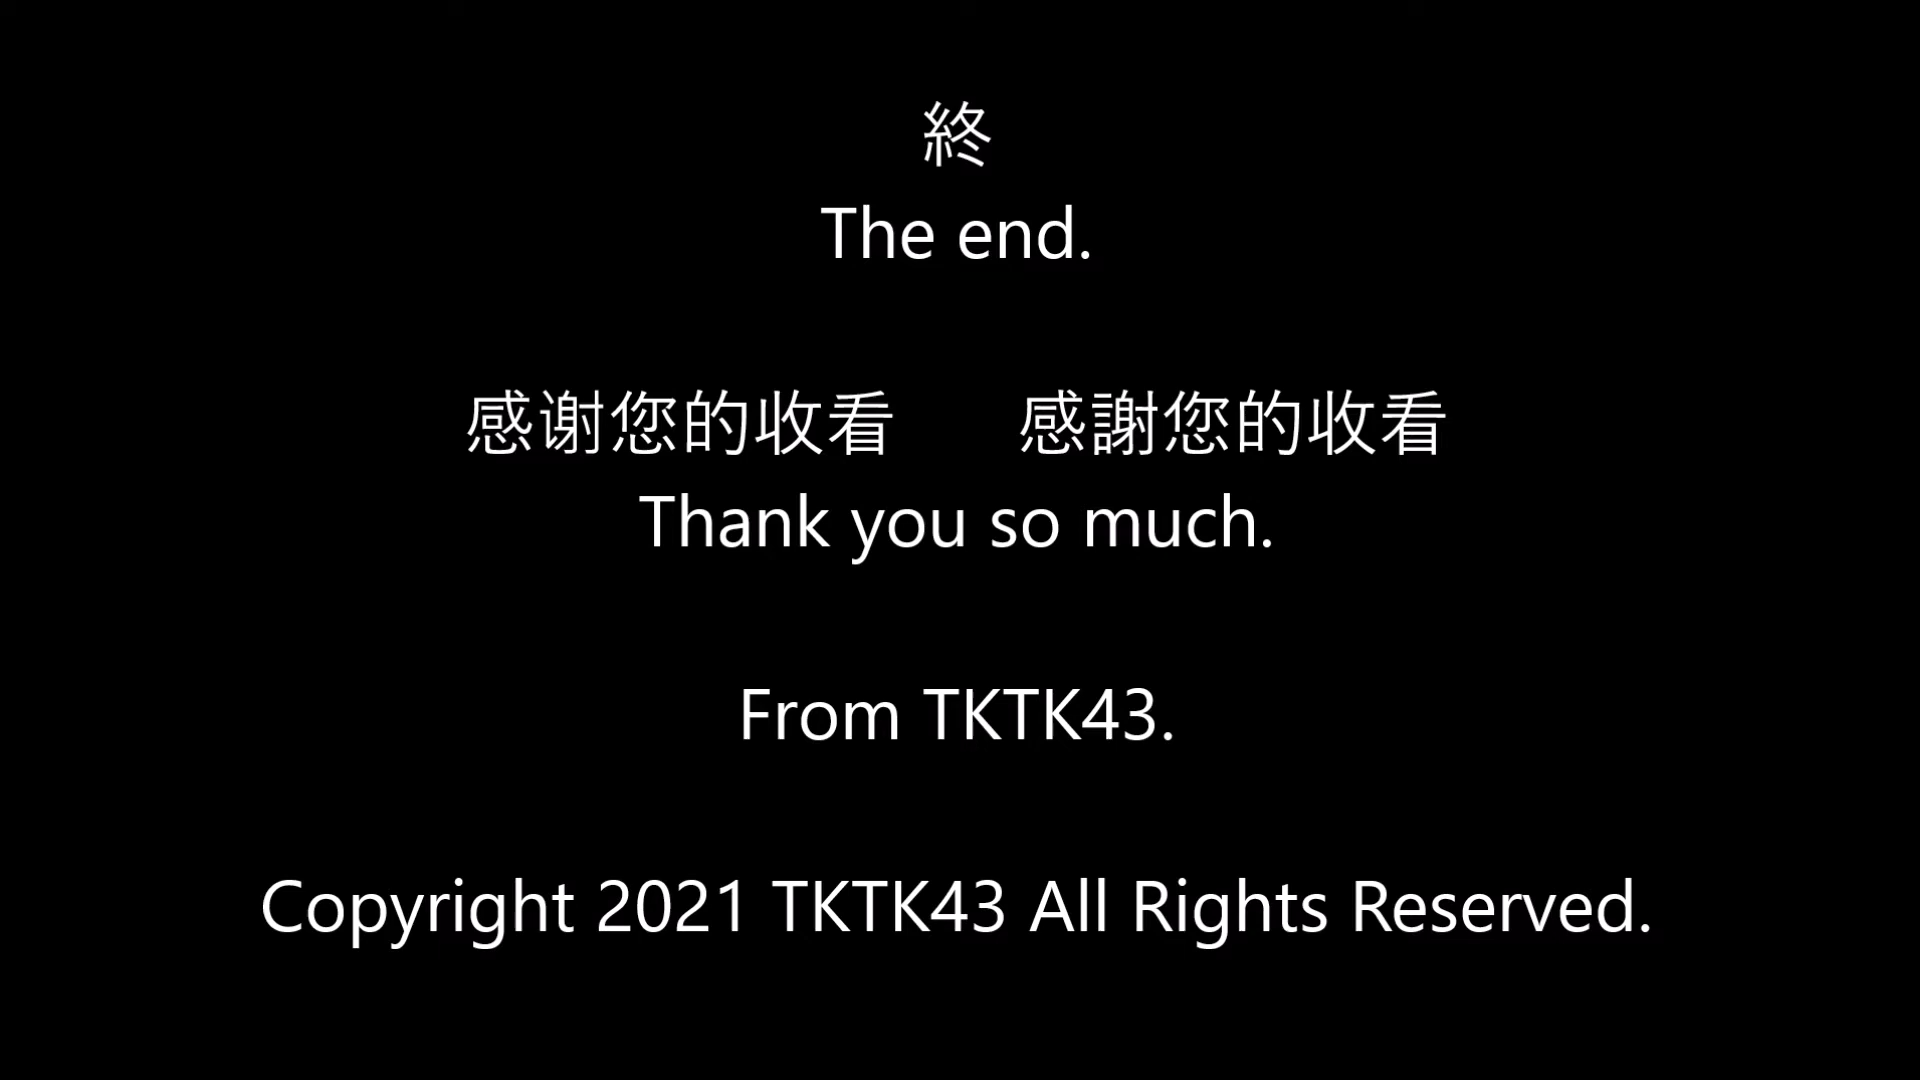 終
The end.
感谢您的收看 感謝您的收看
Thank you so much.
From TKTK43.
Copyright 2021 TKTK43 All Rights Reserved.